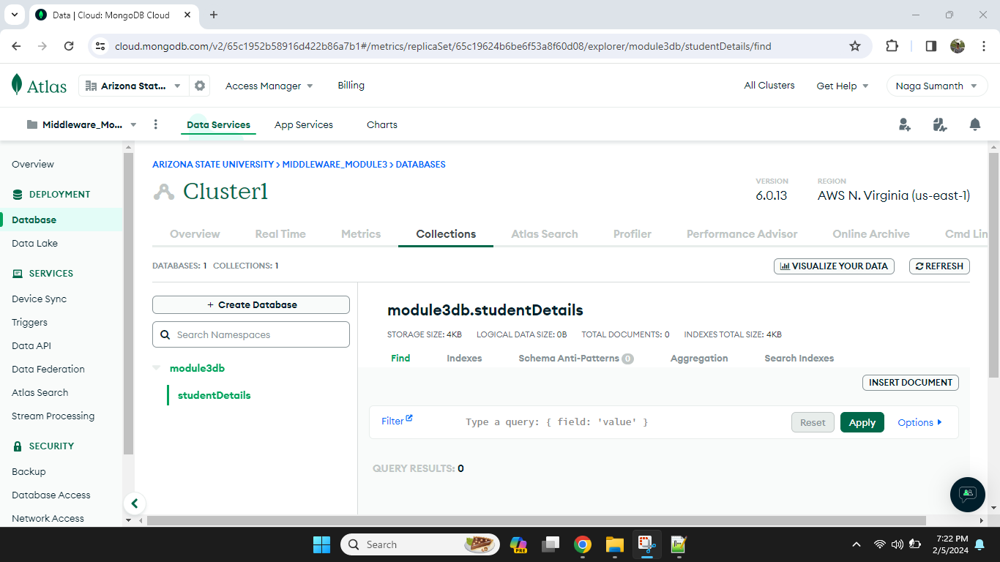 Data | Cloud: MongoDB Cloud
cloud.mongodb.com/v2/65c1952b58916d422b86a7b1#/metrics/replicaSet/65c19624b6be6f53a8f60d08/explorer/module3db/studentDetails/find
Atlas Arizona Stat... Access Manager Billing All Clusters Get Help Naga Sumanth
Middleware_Mo... Data Services App Services Charts
Overview
DEPLOYMENT
Database
Data Lake
SERVICES
Device Sync
Triggers
Data API
Data Federation
Atlas Search
Stream Processing
SECURITY
Backup
Database Access
Network Access
ARIZONA STATE UNIVERSITY > MIDDLEWARE_MODULE3 > DATABASES
Cluster1
VERSION
6.0.13
REGION
AWS N. Virginia (us-east-1)
Overview Real Time Metrics Collections Atlas Search Profiler Performance Advisor Online Archive Cmd Lin
DATABASES: 1 COLLECTIONS: 1
VISUALIZE YOUR DATA REFRESH
+ Create Database
Search Namespaces
module3db
studentDetails
module3db.studentDetails
STORAGE SIZE: 4KB LOGICAL DATA SIZE: 0B TOTAL DOCUMENTS: 0 INDEXES TOTAL SIZE: 4KB
Find Indexes Schema Anti-Patterns 0 Aggregation Search Indexes
INSERT DOCUMENT
Filter Type a query: { field: 'value' } Reset Apply Options
QUERY RESULTS: 0
Search
PRE
7:22 PM
2/5/2024